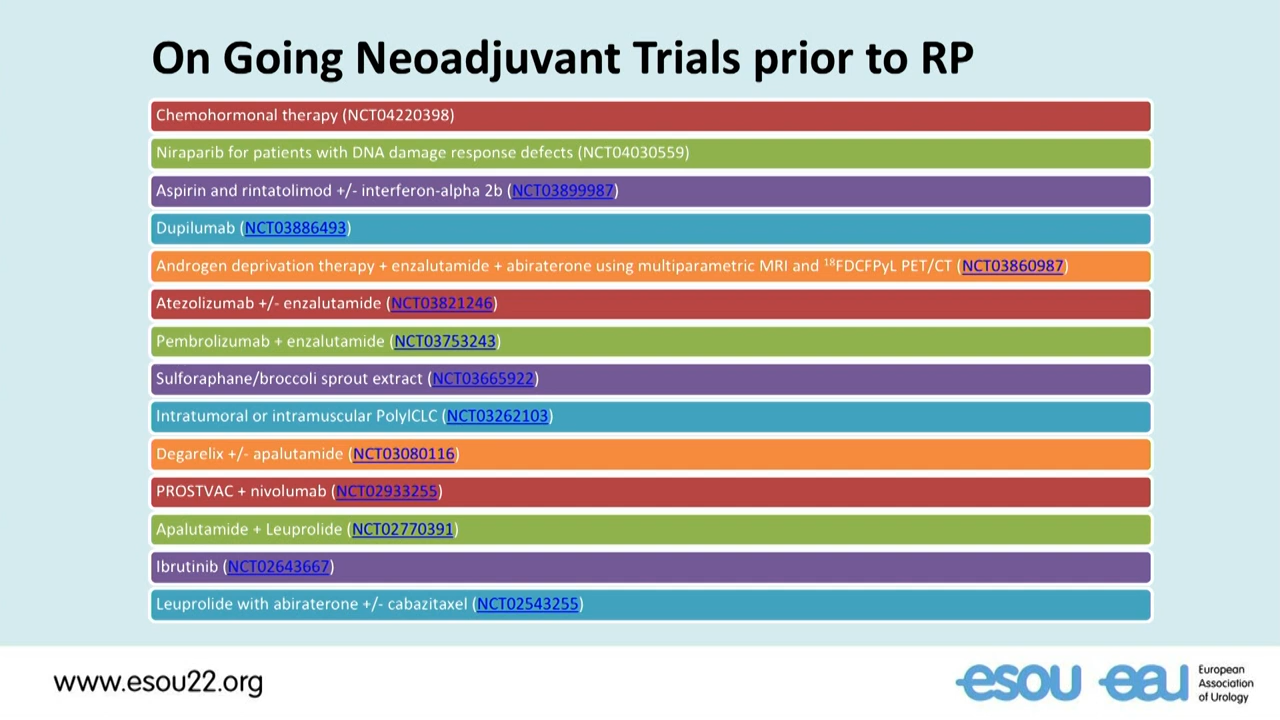 On Going Neoadjuvant Trials prior to RP
Chemohormonal therapy (NCT04220398)
Niraparib for patients with DNA damage response defects (NCT04030559)
Aspirin and rintatolimod +/- interferon-alpha 2b (NCT03899987)
Dupilumab (NCT03886493)
Androgen deprivation therapy + enzalutamide + abiraterone using multiparametric MRI and ¹⁸FDCFPyL PET/CT (NCT03860987)
Atezolizumab +/- enzalutamide (NCT03821246)
Pembrolizumab + enzalutamide (NCT03753243)
Sulforaphane/broccoli sprout extract (NCT03665922)
Intratumoral or intramuscular PolyICLC (NCT03262103)
Degarelix +/- apalutamide (NCT03080116)
PROSTVAC + nivolumab (NCT02933255)
Apalutamide + Leuprolide (NCT02770391)
Ibrutinib (NCT02643667)
Leuprolide with abiraterone +/- cabazitaxel (NCT02543255)
www.esou22.org
esou eau
European
Association
of Urology